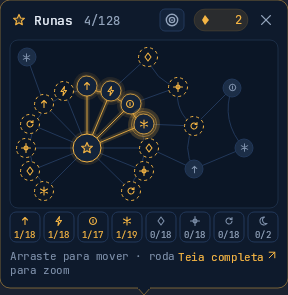 Runas 4/128 2
1/18 1/18 1/17 1/19 0/18 0/18 0/18 0/2
Arraste para mover · roda Teia completa
para zoom